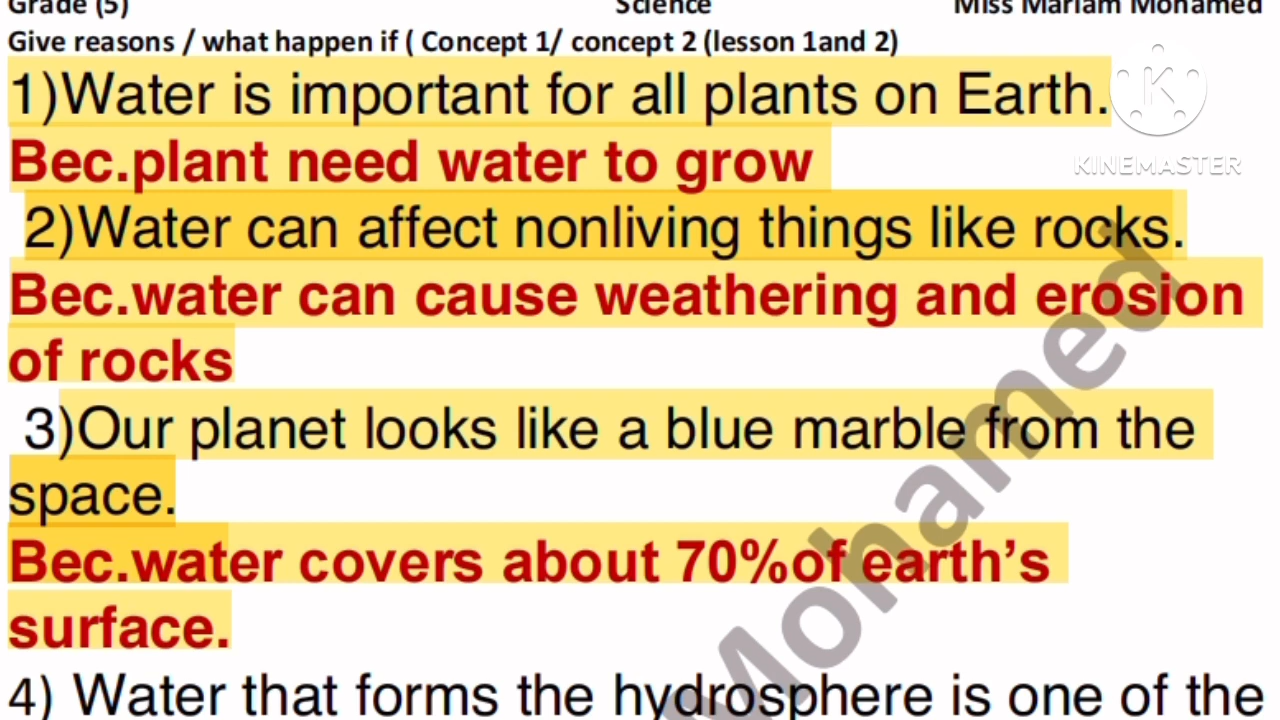 Grade (5) Science Miss Mariam Mohamed
Give reasons / what happen if ( Concept 1/ concept 2 (lesson 1and 2)
1)Water is important for all plants on Earth.
KINEMASTER
Bec.plant need water to grow
2)Water can affect nonliving things like rocks.
Bec.water can cause weathering and erosion
of rocks
3)Our planet looks like a blue marble from the
space.
Bec.water covers about 70%of earth’s
surface.
4) Water that forms the hydrosphere is one of the
Mohamed